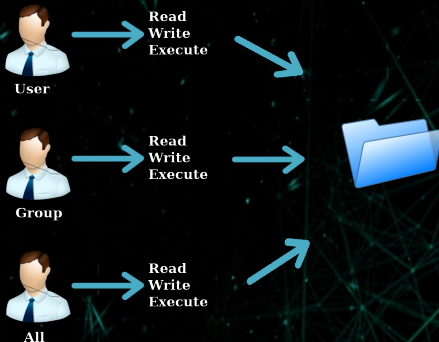 Read
Write
Execute
User
Read
Write
Execute
Group
Read
Write
Execute
All